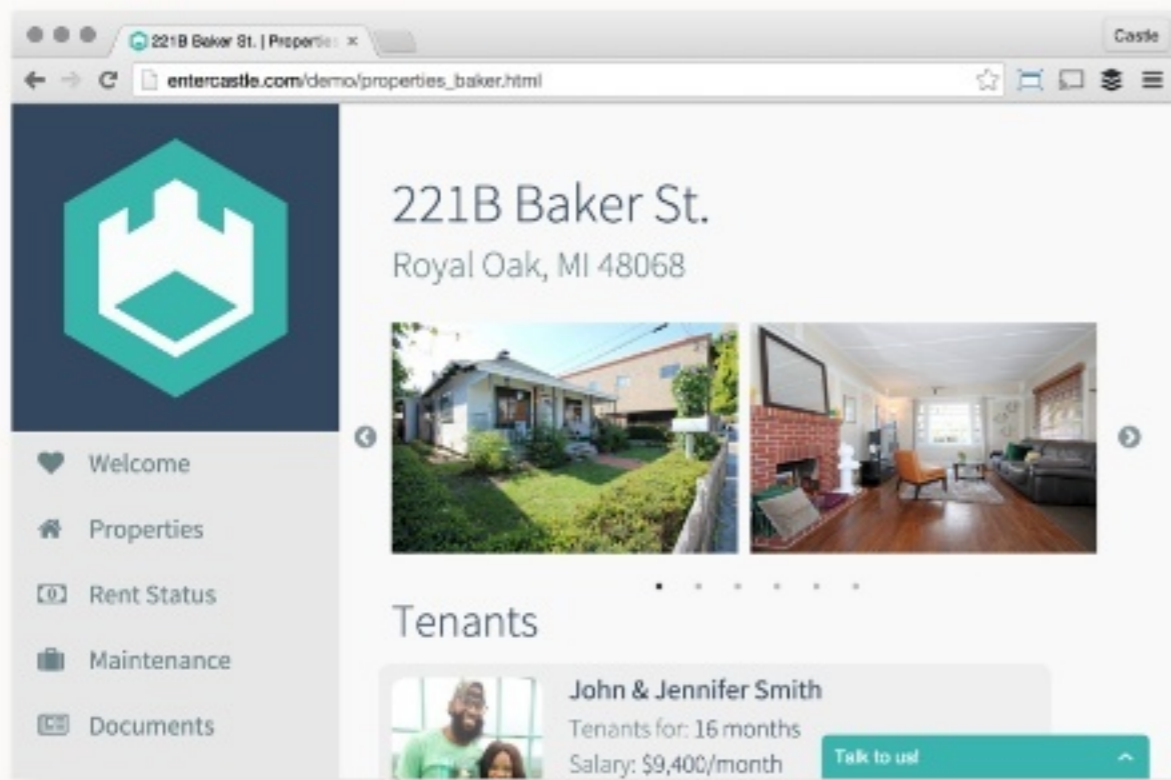 221B Baker St. | Properties
Castle
entercastle.com/demo/properties_baker.html
221B Baker St.
Royal Oak, MI 48068
Welcome
Properties
Rent Status
Maintenance
Documents
Tenants
John & Jennifer Smith
Tenants for: 16 months
Salary: $9,400/month
Talk to us!